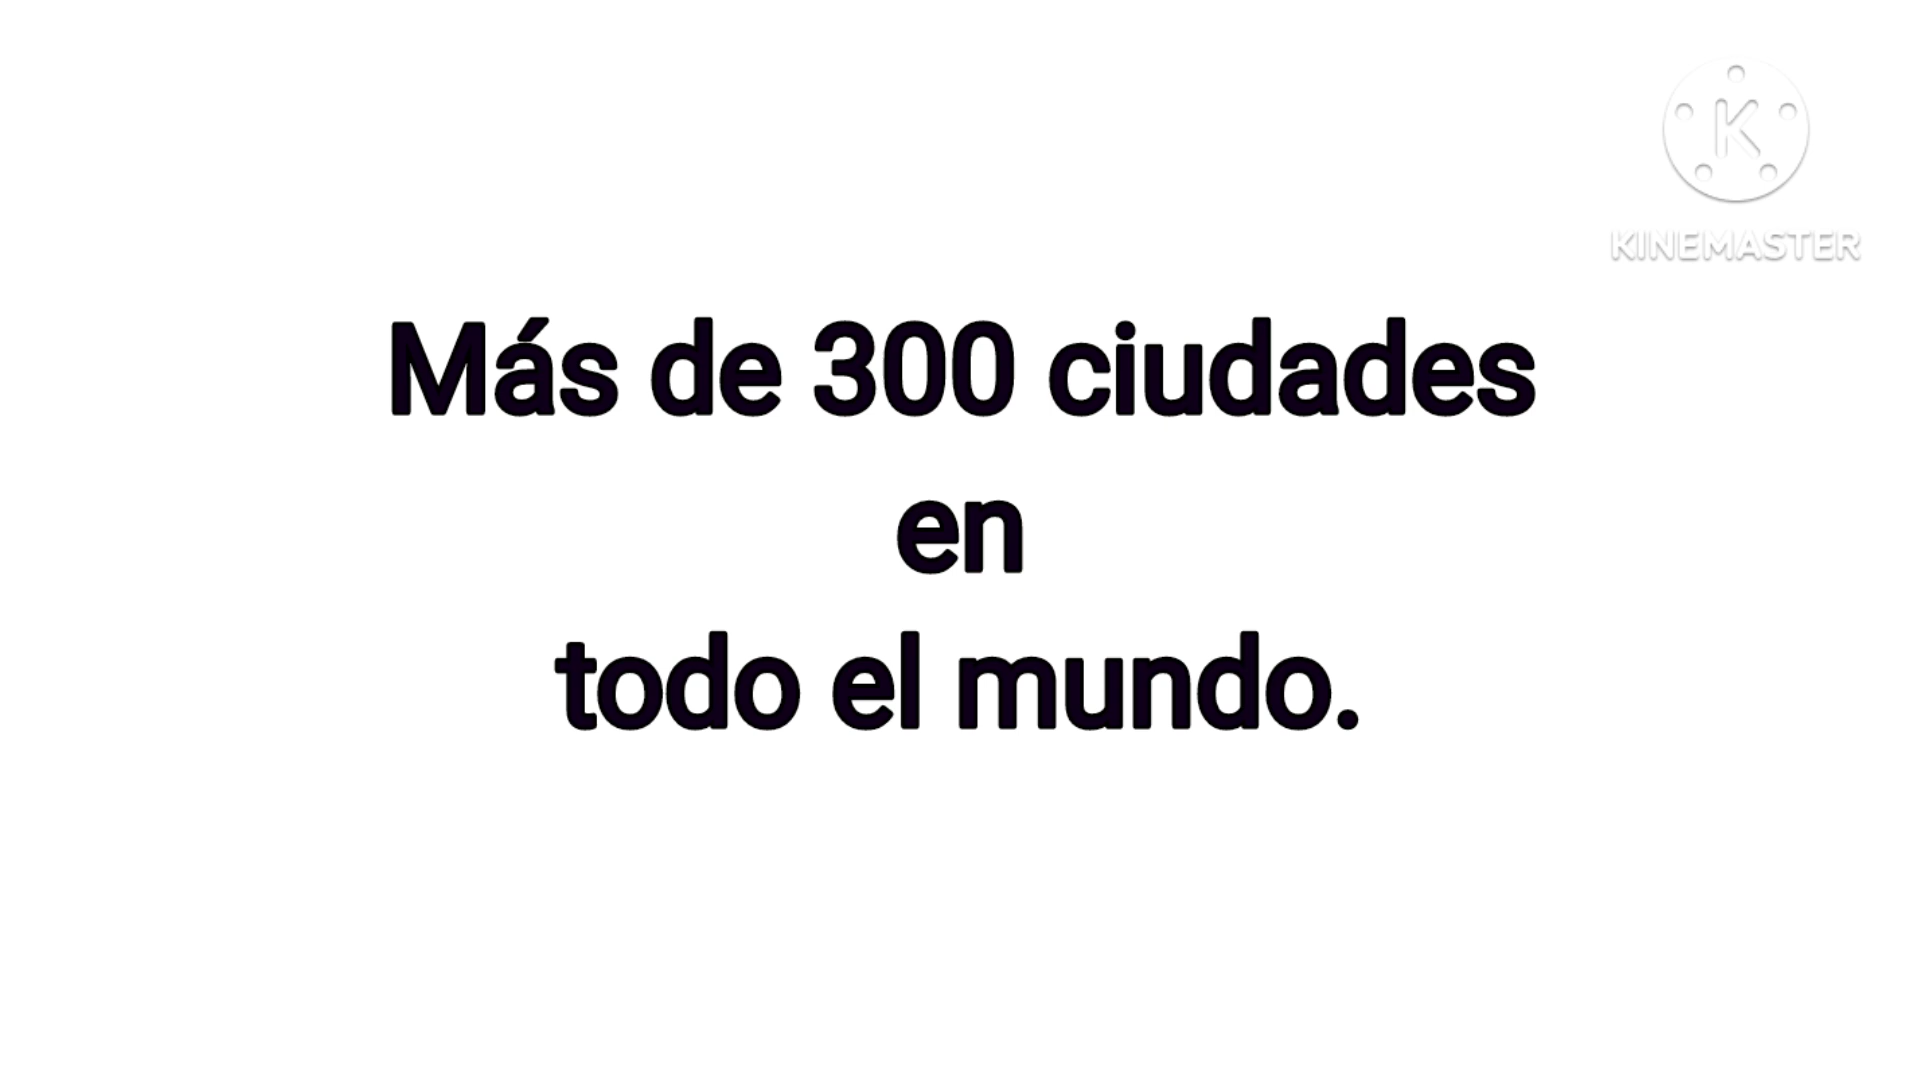 K
KINEMASTER
Más de 300 ciudades
en
todo el mundo.